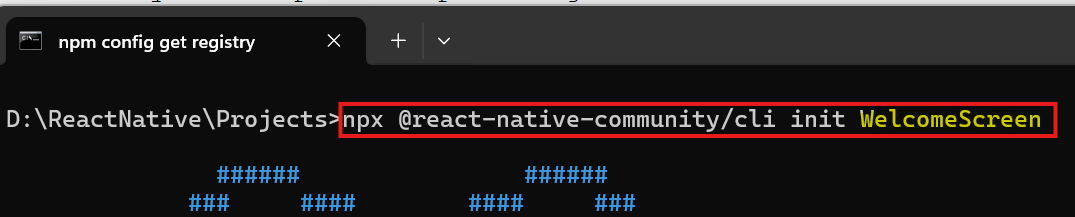 npm config get registry
D:\ReactNative\Projects>npx @react-native-community/cli init WelcomeScreen
###### ######
### #### #### ###